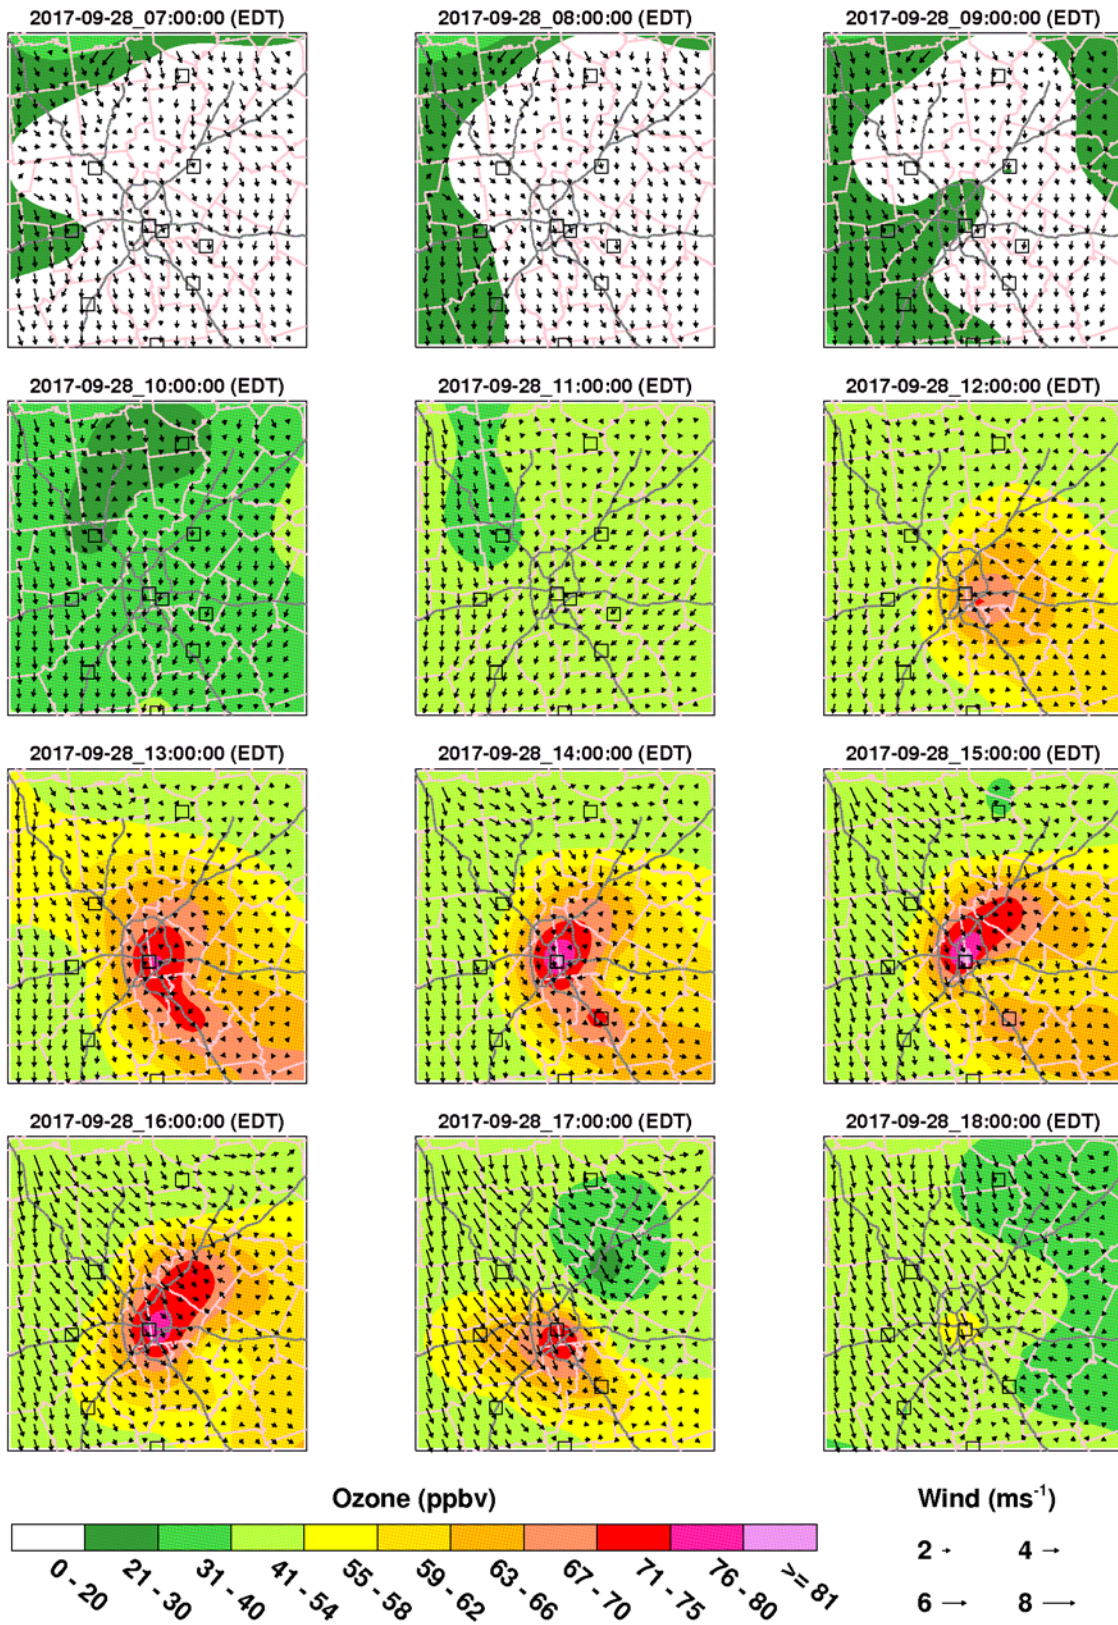 2017-09-28_07:00:00 (EDT)
2017-09-28_08:00:00 (EDT)
2017-09-28_09:00:00 (EDT)
2017-09-28_10:00:00 (EDT)
2017-09-28_11:00:00 (EDT)
2017-09-28_12:00:00 (EDT)
2017-09-28_13:00:00 (EDT)
2017-09-28_14:00:00 (EDT)
2017-09-28_15:00:00 (EDT)
2017-09-28_16:00:00 (EDT)
2017-09-28_17:00:00 (EDT)
2017-09-28_18:00:00 (EDT)
Ozone (ppbv)
0 - 20
21 - 30
31 - 40
41 - 54
55 - 58
59 - 62
63 - 66
67 - 70
71 - 75
76 - 80
>= 81
Wind (ms⁻¹)
2
4
6
8